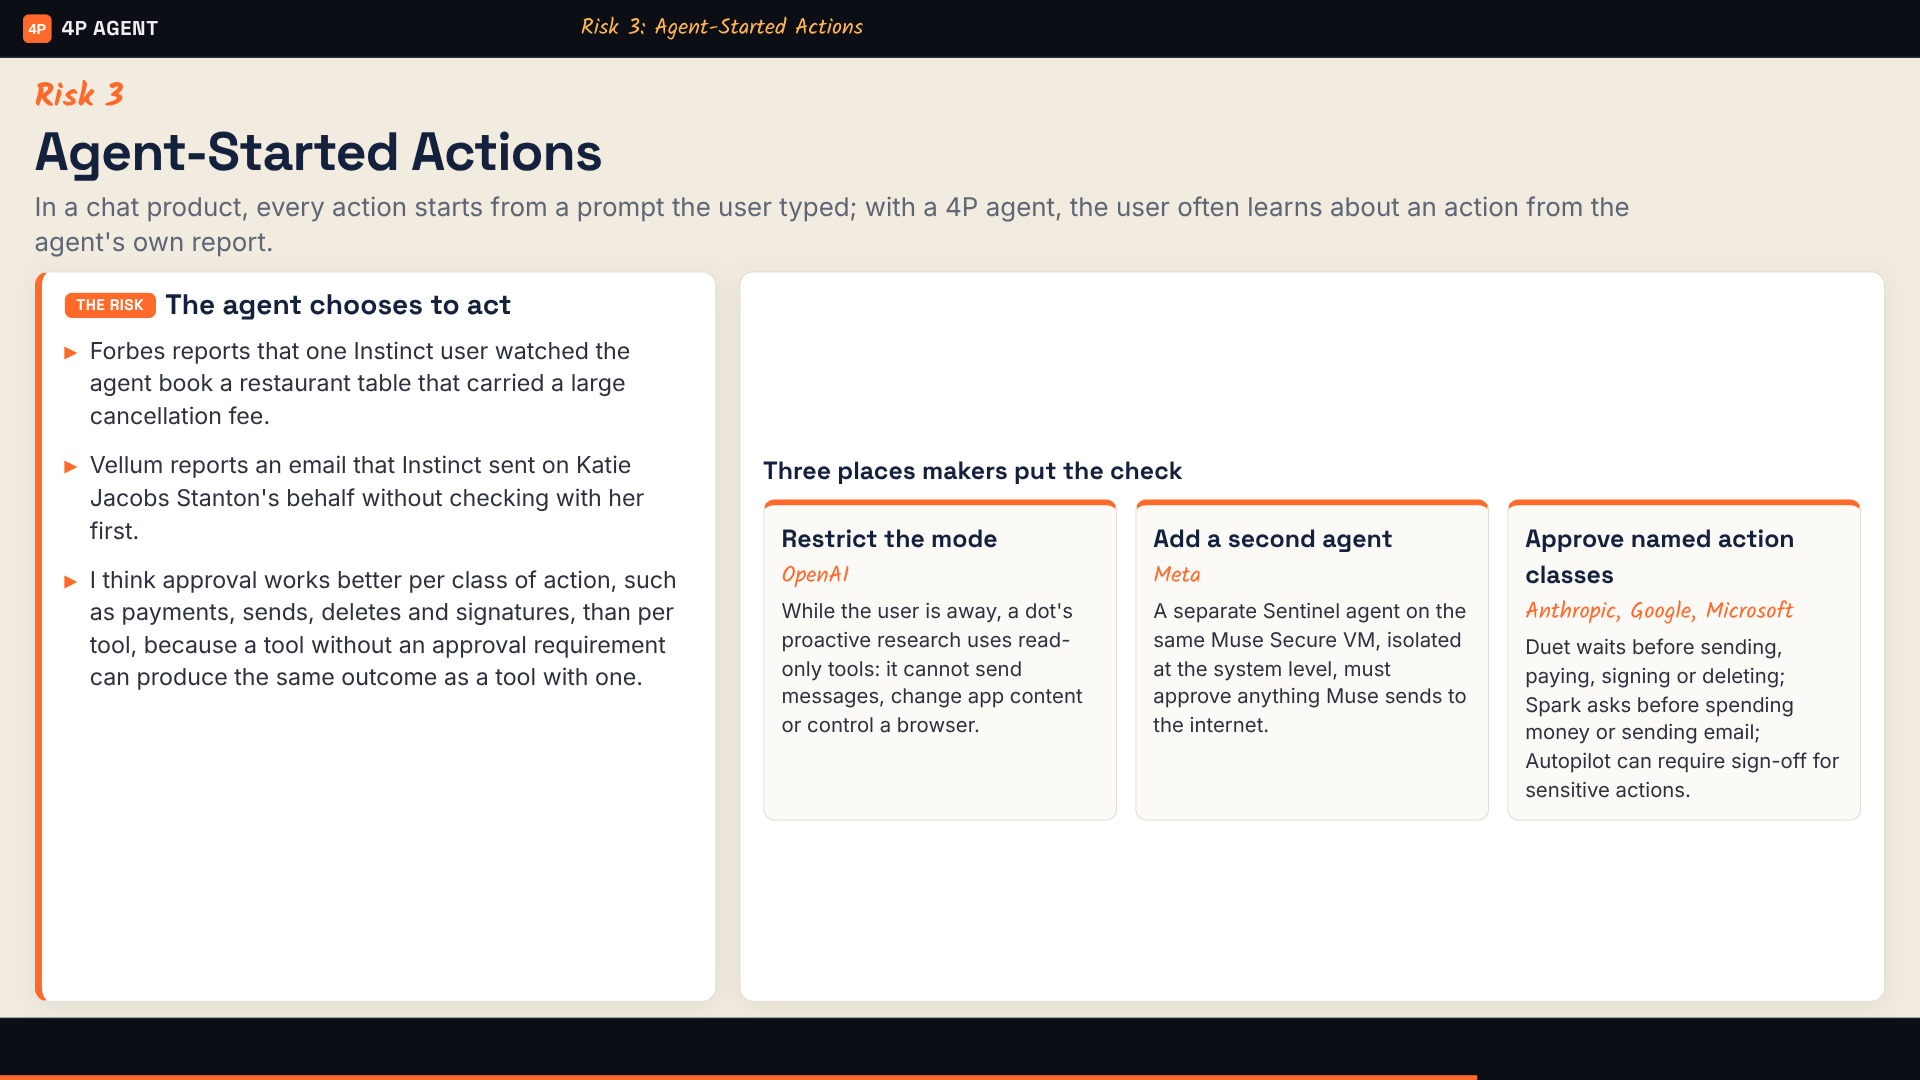 4P
4P AGENT
Risk 3: Agent-Started Actions
Risk 3
Agent-Started Actions
In a chat product, every action starts from a prompt the user typed; with a 4P agent, the user often learns about an action from the
agent's own report.
THE RISK
The agent chooses to act
▶ Forbes reports that one Instinct user watched the
agent book a restaurant table that carried a large
cancellation fee.
▶ Vellum reports an email that Instinct sent on Katie
Jacobs Stanton's behalf without checking with her
first.
▶ I think approval works better per class of action, such
as payments, sends, deletes and signatures, than per
tool, because a tool without an approval requirement
can produce the same outcome as a tool with one.
Three places makers put the check
Restrict the mode
OpenAI
While the user is away, a dot's
proactive research uses read-
only tools: it cannot send
messages, change app content
or control a browser.
Add a second agent
Meta
A separate Sentinel agent on the
same Muse Secure VM, isolated
at the system level, must
approve anything Muse sends to
the internet.
Approve named action
classes
Anthropic, Google, Microsoft
Duet waits before sending,
paying, signing or deleting;
Spark asks before spending
money or sending email;
Autopilot can require sign-off for
sensitive actions.